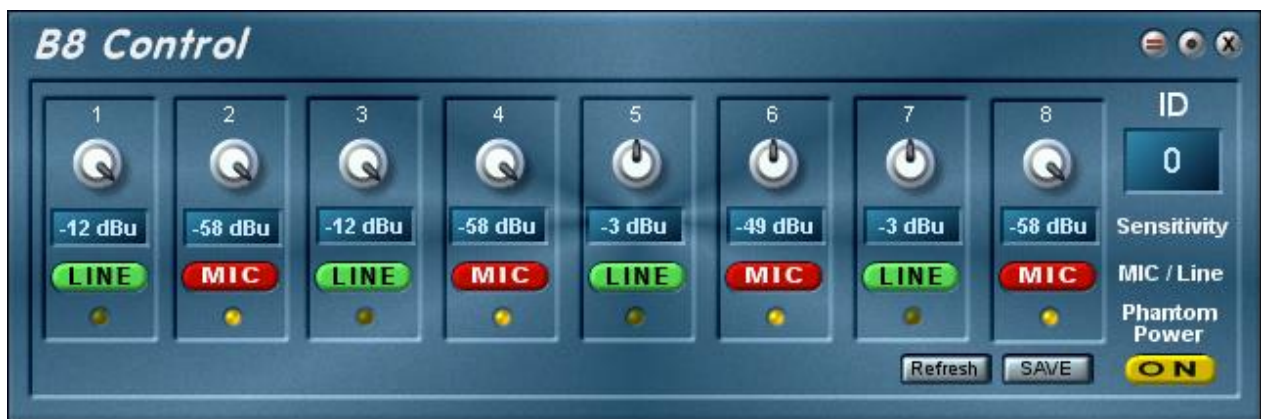 B8 Control X
1 2 3 4 5 6 7 8 ID
0
-12 dBu -58 dBu -12 dBu -58 dBu -3 dBu -49 dBu -3 dBu -58 dBu Sensitivity
LINE MIC LINE MIC LINE MIC LINE MIC MIC / Line
Phantom
Power
Refresh SAVE ON